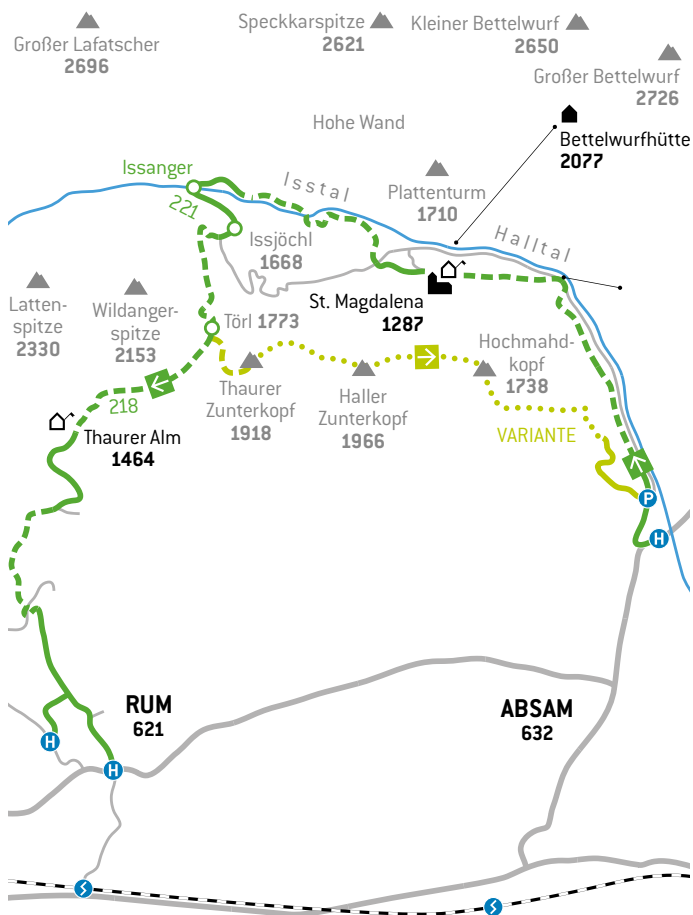 Speckkarspitze
2621
Kleiner Bettelwurf
2650
Großer Lafatscher
2696
Großer Bettelwurf
2726
Hohe Wand
Bettelwurfhütte
2077
Issanger
Isstal
Plattenturm
1710
221
Issjöchl
1668
Halltal
Latten-
spitze
2330
Wildanger-
spitze
2153
St. Magdalena
1287
Törl 1773
Hochmahd-
kopf
1738
Thaurer
Zunterkopf
1918
Haller
Zunterkopf
1966
218
VARIANTE
Thaurer Alm
1464
P
H
RUM
621
ABSAM
632
H
H
S
S